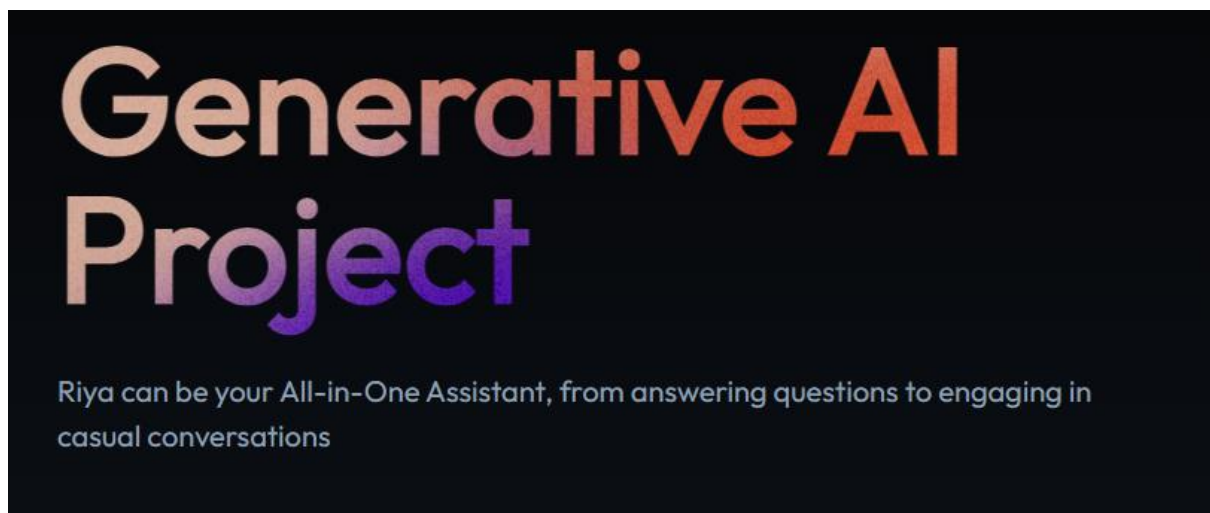 Generative AI
Project
Riya can be your All-in-One Assistant, from answering questions to engaging in
casual conversations